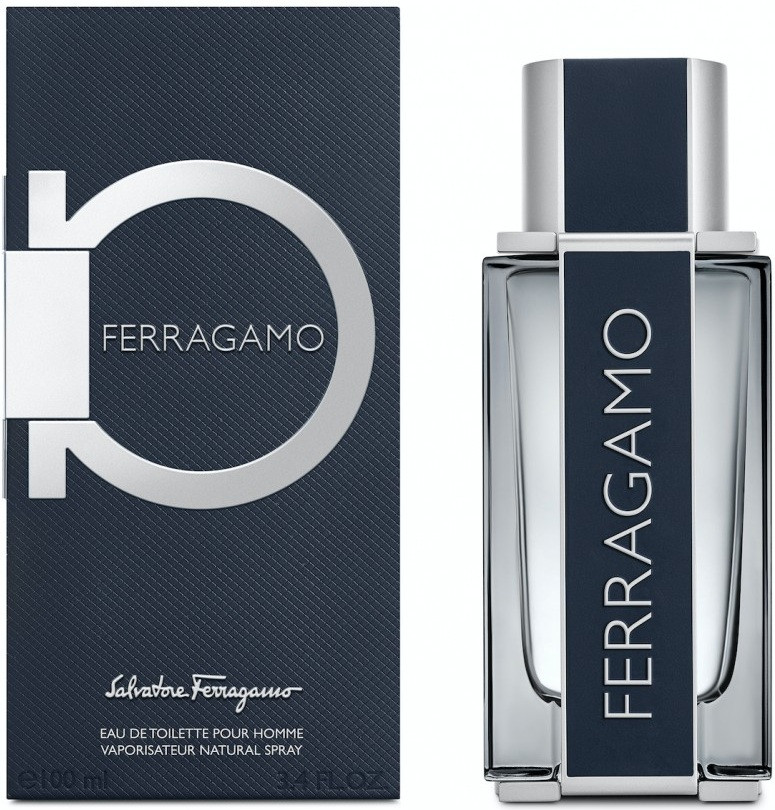 FERRAGAMO
Salvatore Ferragamo
EAU DE TOILETTE POUR HOMME
VAPORISATEUR NATURAL SPRAY
℮100 ml 3.4 FL.OZ.
FERRAGAMO